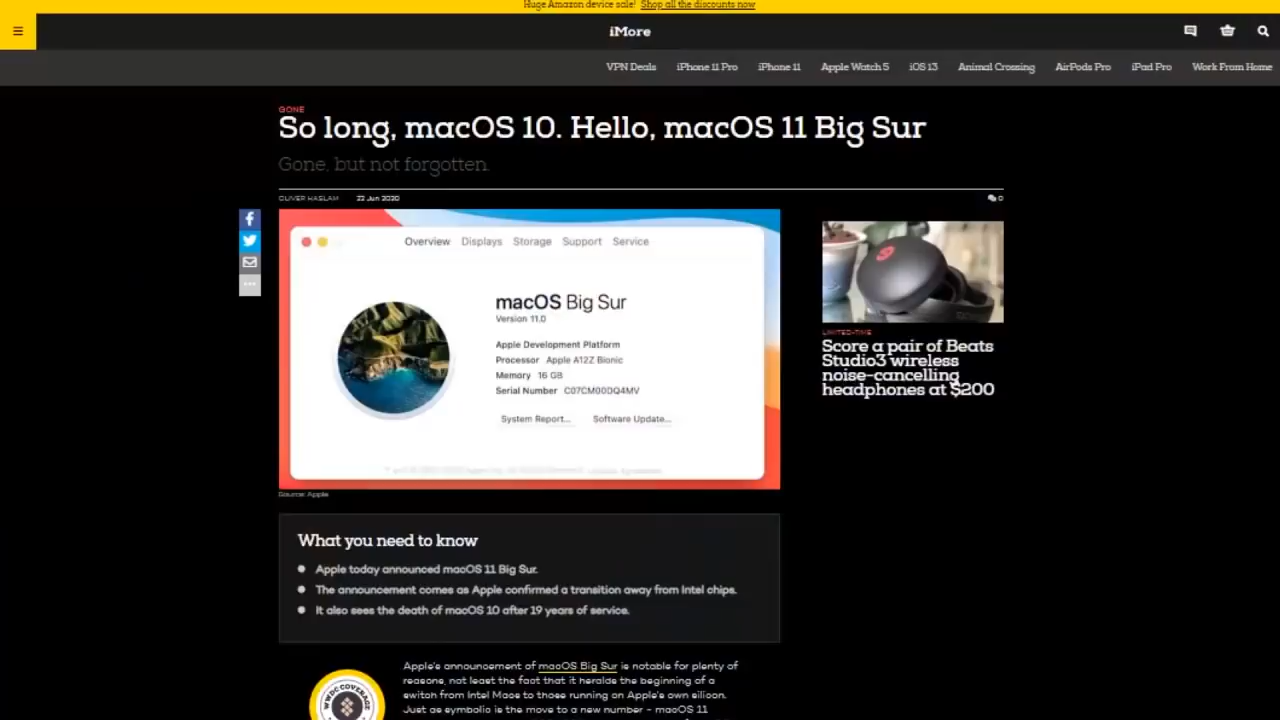 Huge Amazon device sale! Shop all the discounts now
iMore
VPN Deals iPhone 11 Pro iPhone 11 Apple Watch 5 iOS 13 Animal Crossing AirPods Pro iPad Pro Work From Home
GONE
So long, macOS 10. Hello, macOS 11 Big Sur
Gone, but not forgotten.
OLIVER HASLAM 22 Jun 2020 0
Overview Displays Storage Support Service
macOS Big Sur
Version 11.0
Apple Development Platform
Processor Apple A12Z Bionic
Memory 16 GB
Serial Number C07CM00DQ4MV
System Report... Software Update...
Source: Apple
LIMITED-TIME
Score a pair of Beats
Studio3 wireless
noise-cancelling
headphones at $200
What you need to know
Apple today announced macOS 11 Big Sur.
The announcement comes as Apple confirmed a transition away from Intel chips.
It also sees the death of macOS 10 after 19 years of service.
WWDC COVERAGE
Apple's announcement of macOS Big Sur is notable for plenty of
reasons, not least the fact that it heralds the beginning of a
switch from Intel Macs to those running on Apple's own silicon.
Just as symbolic is the move to a new number – macOS 11